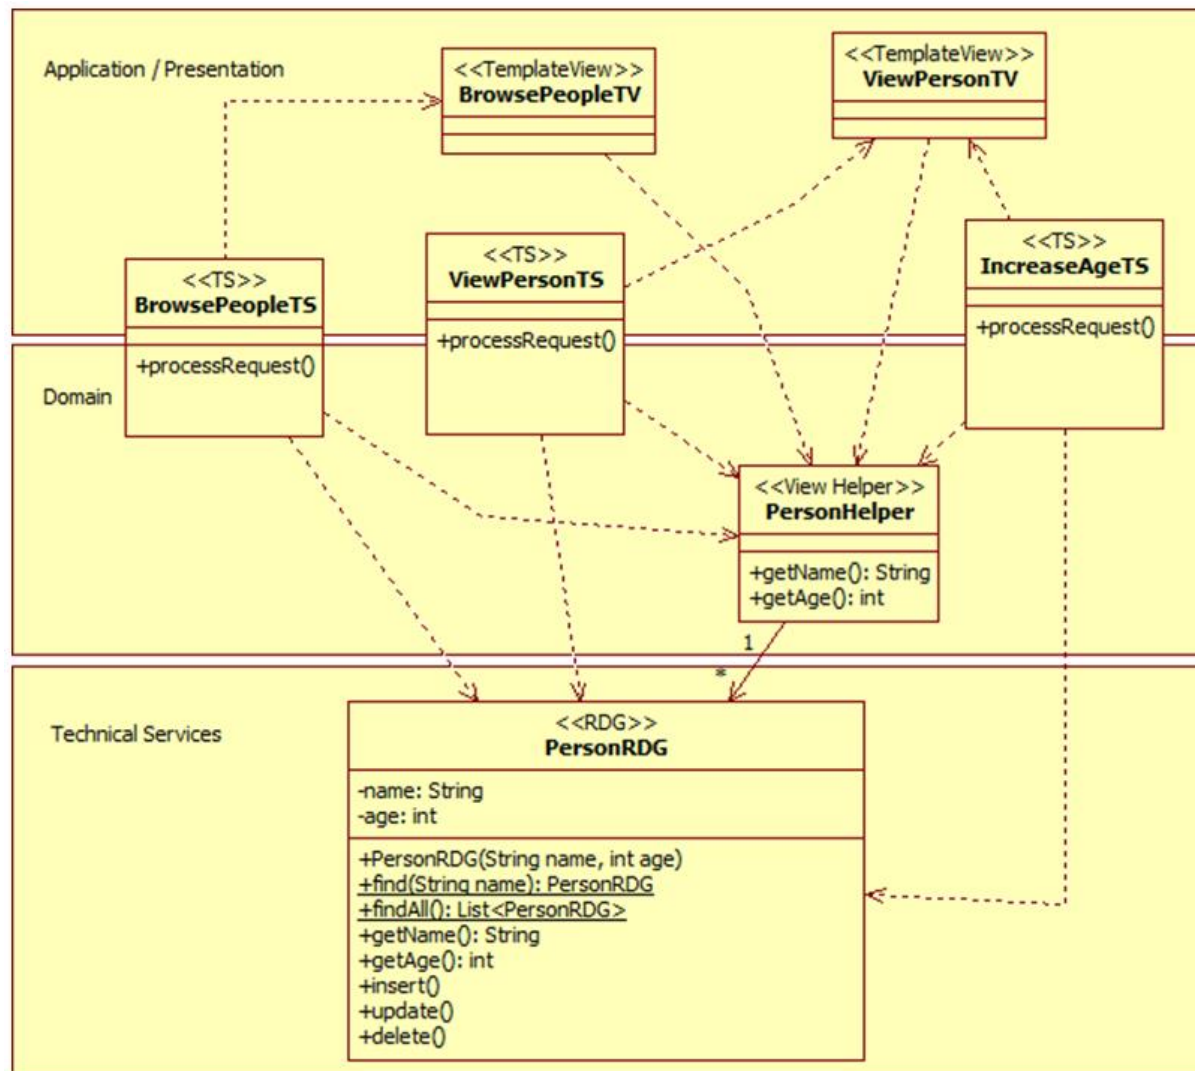 Application / Presentation
<<TemplateView>>
BrowsePeopleTV
<<TemplateView>>
ViewPersonTV
<<TS>>
BrowsePeopleTS
+processRequest()
<<TS>>
ViewPersonTS
+processRequest()
<<TS>>
IncreaseAgeTS
+processRequest()
Domain
<<View Helper>>
PersonHelper
+getName(): String
+getAge(): int
1
*
Technical Services
<<RDG>>
PersonRDG
-name: String
-age: int
+PersonRDG(String name, int age)
+find(String name): PersonRDG
+findAll(): List<PersonRDG>
+getName(): String
+getAge(): int
+insert()
+update()
+delete()